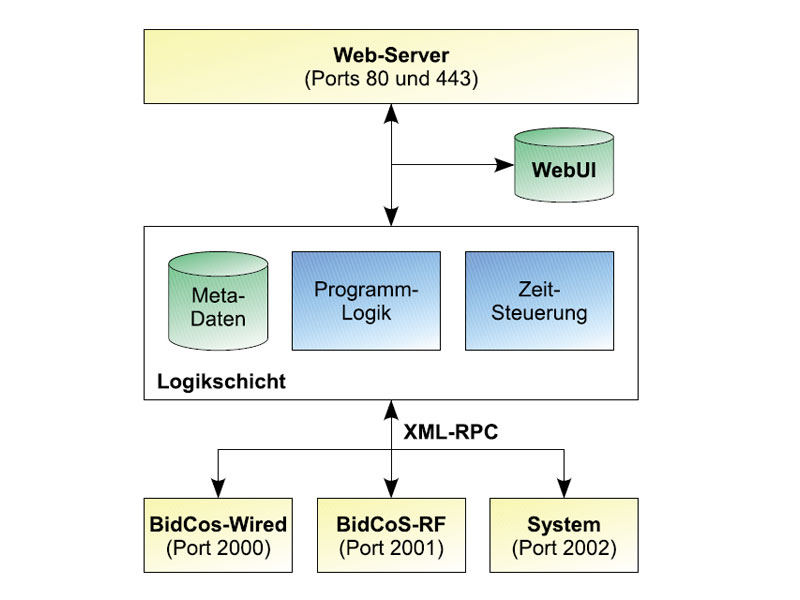 Web-Server
(Ports 80 und 443)
WebUI
Meta-
Daten
Programm-
Logik
Zeit-
Steuerung
Logikschicht
XML-RPC
BidCos-Wired
(Port 2000)
BidCoS-RF
(Port 2001)
System
(Port 2002)